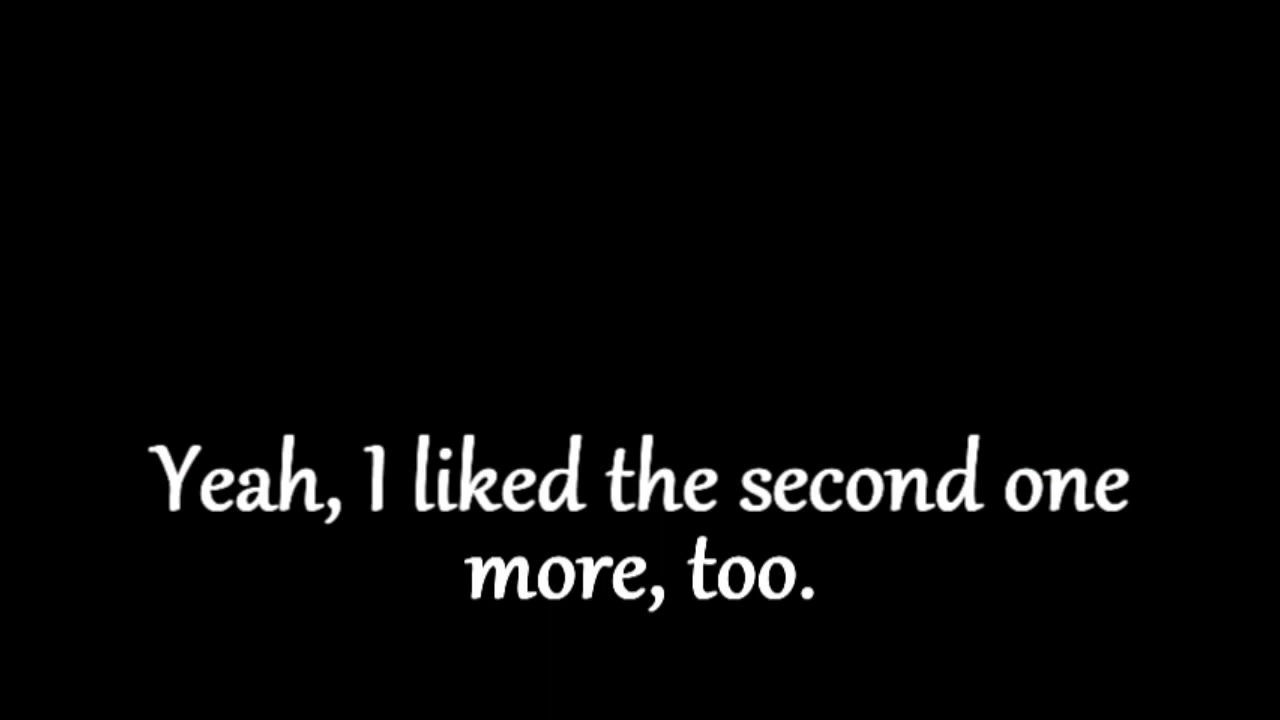 Yeah, I liked the second one
more, too.